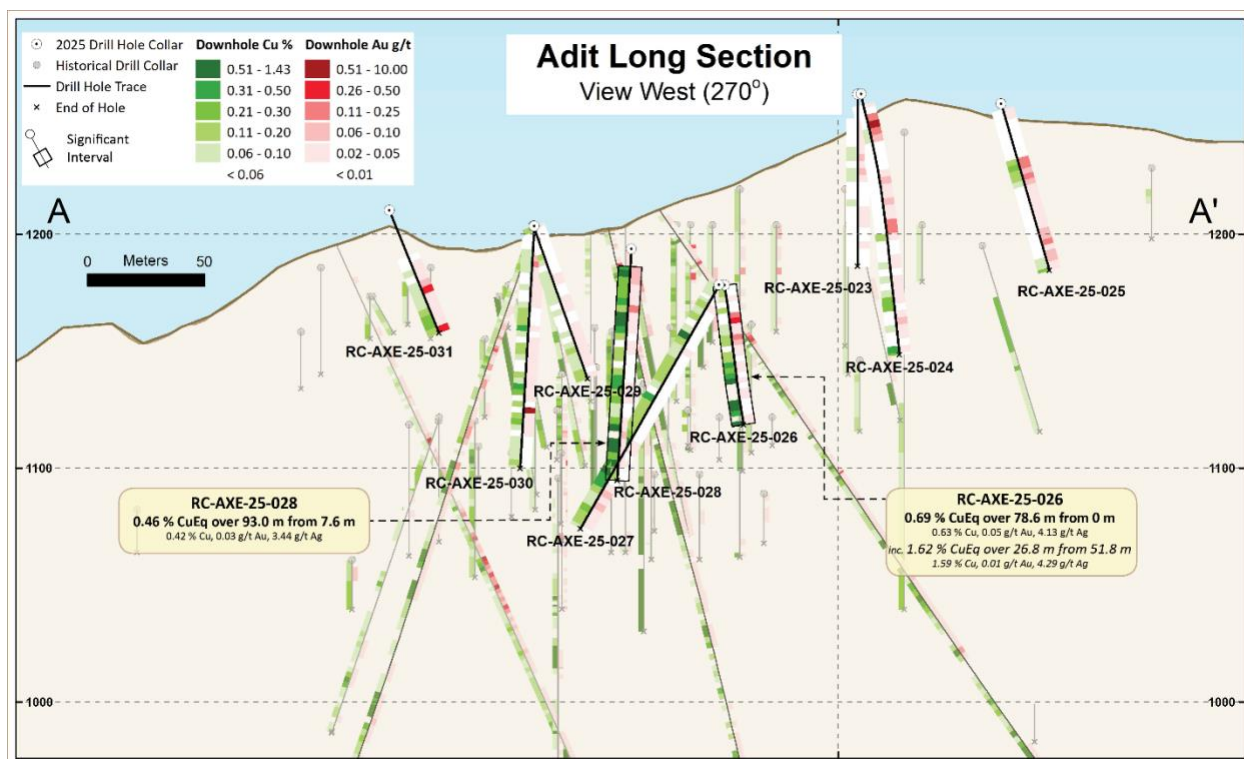 Adit Long Section
View West (270°)
2025 Drill Hole Collar
Historical Drill Collar
Drill Hole Trace
End of Hole
Significant
Interval
Downhole Cu %
0.51 - 1.43
0.31 - 0.50
0.21 - 0.30
0.11 - 0.20
0.06 - 0.10
< 0.06
Downhole Au g/t
0.51 - 10.00
0.26 - 0.50
0.11 - 0.25
0.06 - 0.10
0.02 - 0.05
< 0.01
A
A'
1200
1200
0 Meters 50
RC-AXE-25-023
RC-AXE-25-025
RC-AXE-25-031
RC-AXE-25-024
RC-AXE-25-029
RC-AXE-25-026
1100
1100
RC-AXE-25-030
RC-AXE-25-028
RC-AXE-25-027
RC-AXE-25-028
0.46 % CuEq over 93.0 m from 7.6 m
0.42 % Cu, 0.03 g/t Au, 3.44 g/t Ag
RC-AXE-25-026
0.69 % CuEq over 78.6 m from 0 m
0.63 % Cu, 0.05 g/t Au, 4.13 g/t Ag
inc. 1.62 % CuEq over 26.8 m from 51.8 m
1.59 % Cu, 0.01 g/t Au, 4.29 g/t Ag
1000
1000